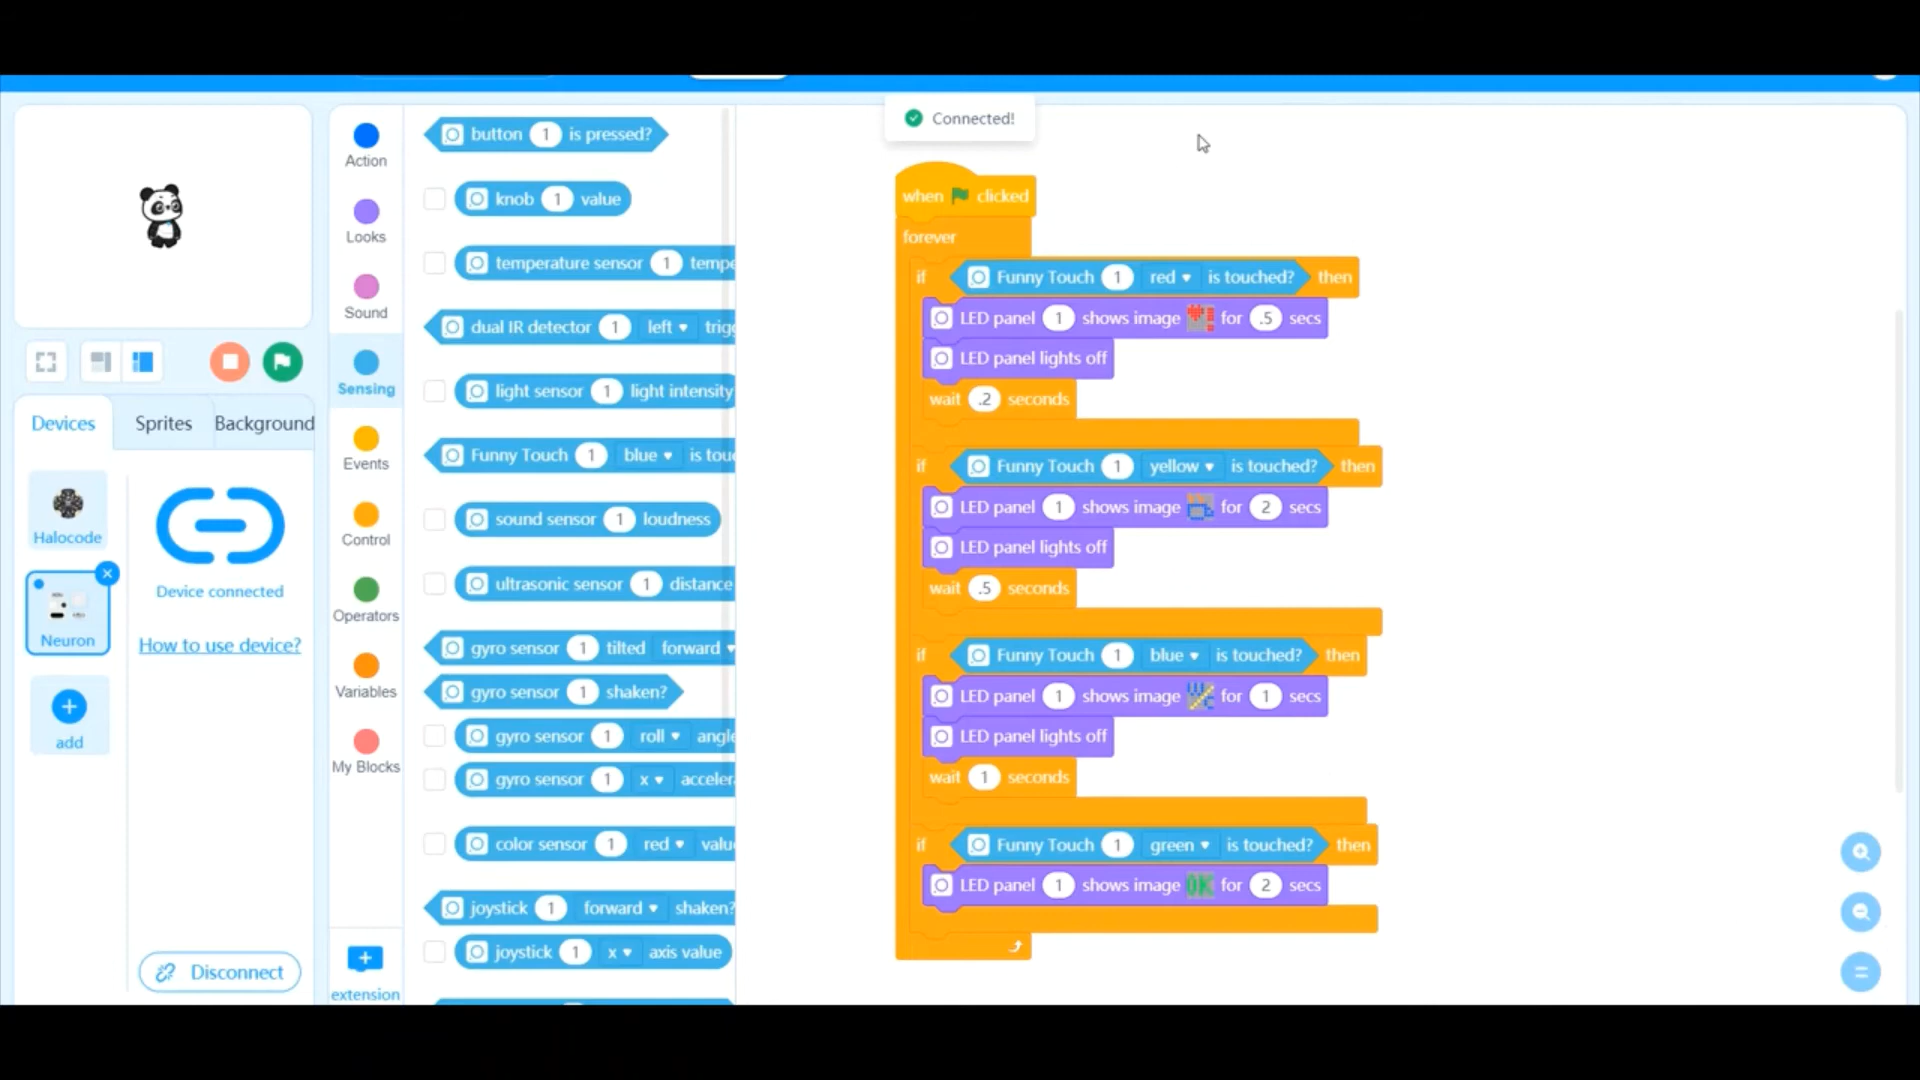 Connected!
Action
Looks
Sound
Sensing
Events
Control
Operators
Variables
My Blocks
extension
Devices
Sprites
Background
Halocode
Neuron
add
Device connected
How to use device?
Disconnect
button 1 is pressed?
knob 1 value
temperature sensor 1 tempe
dual IR detector 1 left trig
light sensor 1 light intensity
Funny Touch 1 blue is tou
sound sensor 1 loudness
ultrasonic sensor 1 distance
gyro sensor 1 tilted forward
gyro sensor 1 shaken?
gyro sensor 1 roll angle
gyro sensor 1 x acceler
color sensor 1 red valu
joystick 1 forward shaken?
joystick 1 x axis value
when clicked
forever
if Funny Touch 1 red is touched? then
LED panel 1 shows image for .5 secs
LED panel lights off
wait .2 seconds
if Funny Touch 1 yellow is touched? then
LED panel 1 shows image for 2 secs
LED panel lights off
wait .5 seconds
if Funny Touch 1 blue is touched? then
LED panel 1 shows image for 1 secs
LED panel lights off
wait 1 seconds
if Funny Touch 1 green is touched? then
LED panel 1 shows image OK for 2 secs